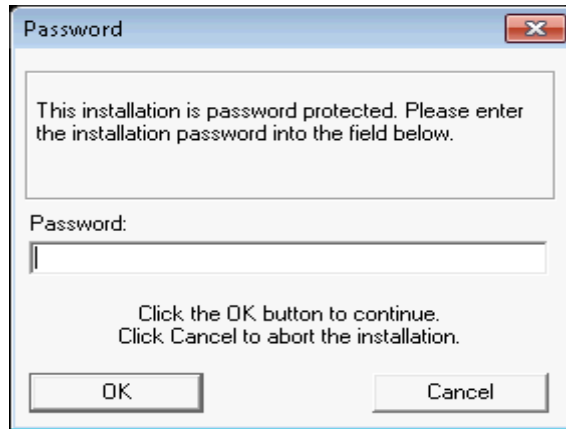 Password
This installation is password protected. Please enter
the installation password into the field below.
Password:
Click the OK button to continue.
Click Cancel to abort the installation.
OK
Cancel